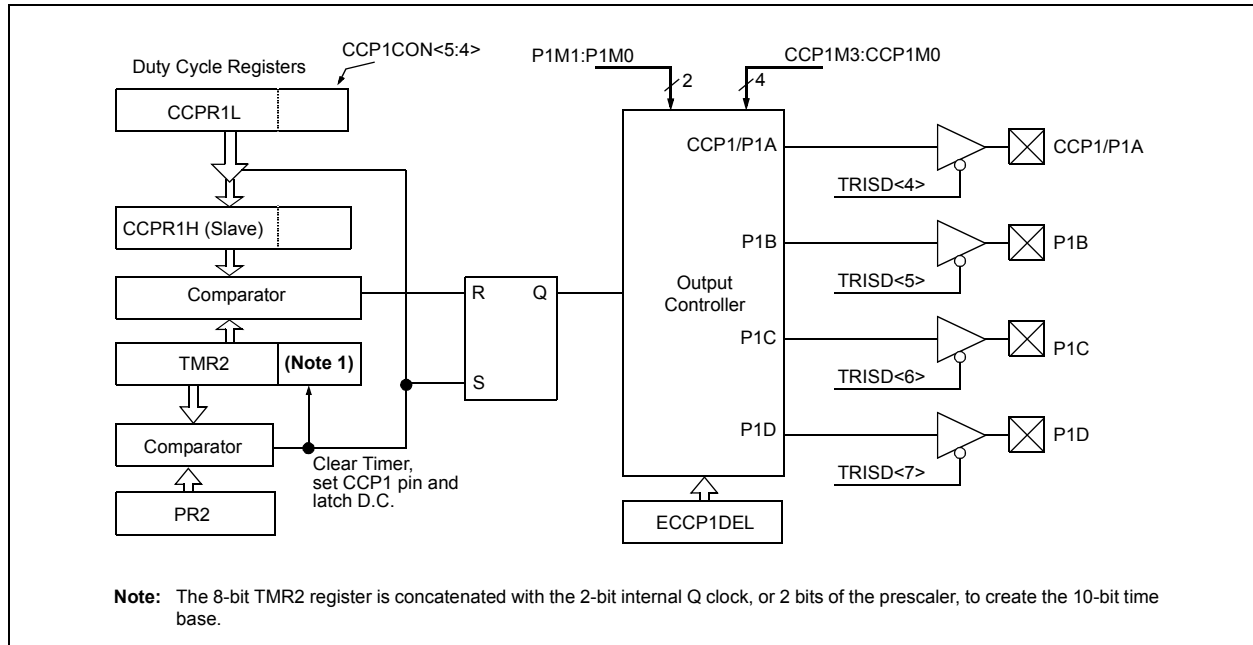 CCP1CON<5:4>
Duty Cycle Registers
CCPR1L
CCPR1H (Slave)
Comparator
TMR2
(Note 1)
Comparator
PR2
Clear Timer,
set CCP1 pin and
latch D.C.
R
Q
S
P1M1:P1M0
2
CCP1M3:CCP1M0
4
Output
Controller
CCP1/P1A
P1B
P1C
P1D
ECCP1DEL
TRISD<4>
CCP1/P1A
TRISD<5>
P1B
TRISD<6>
P1C
TRISD<7>
P1D
Note: The 8-bit TMR2 register is concatenated with the 2-bit internal Q clock, or 2 bits of the prescaler, to create the 10-bit time
base.